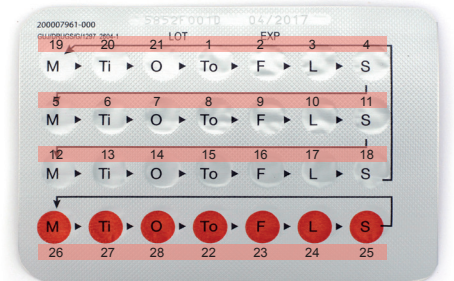 5852F001D 04/2017
200007961-000
GUJ/DRUGS/G/1297 2604-1 LOT EXP
19 20 21 1 2 3 4
M Ti O To F L S
5 6 7 8 9 10 11
M Ti O To F L S
12 13 14 15 16 17 18
M Ti O To F L S
M Ti O To F L S
26 27 28 22 23 24 25